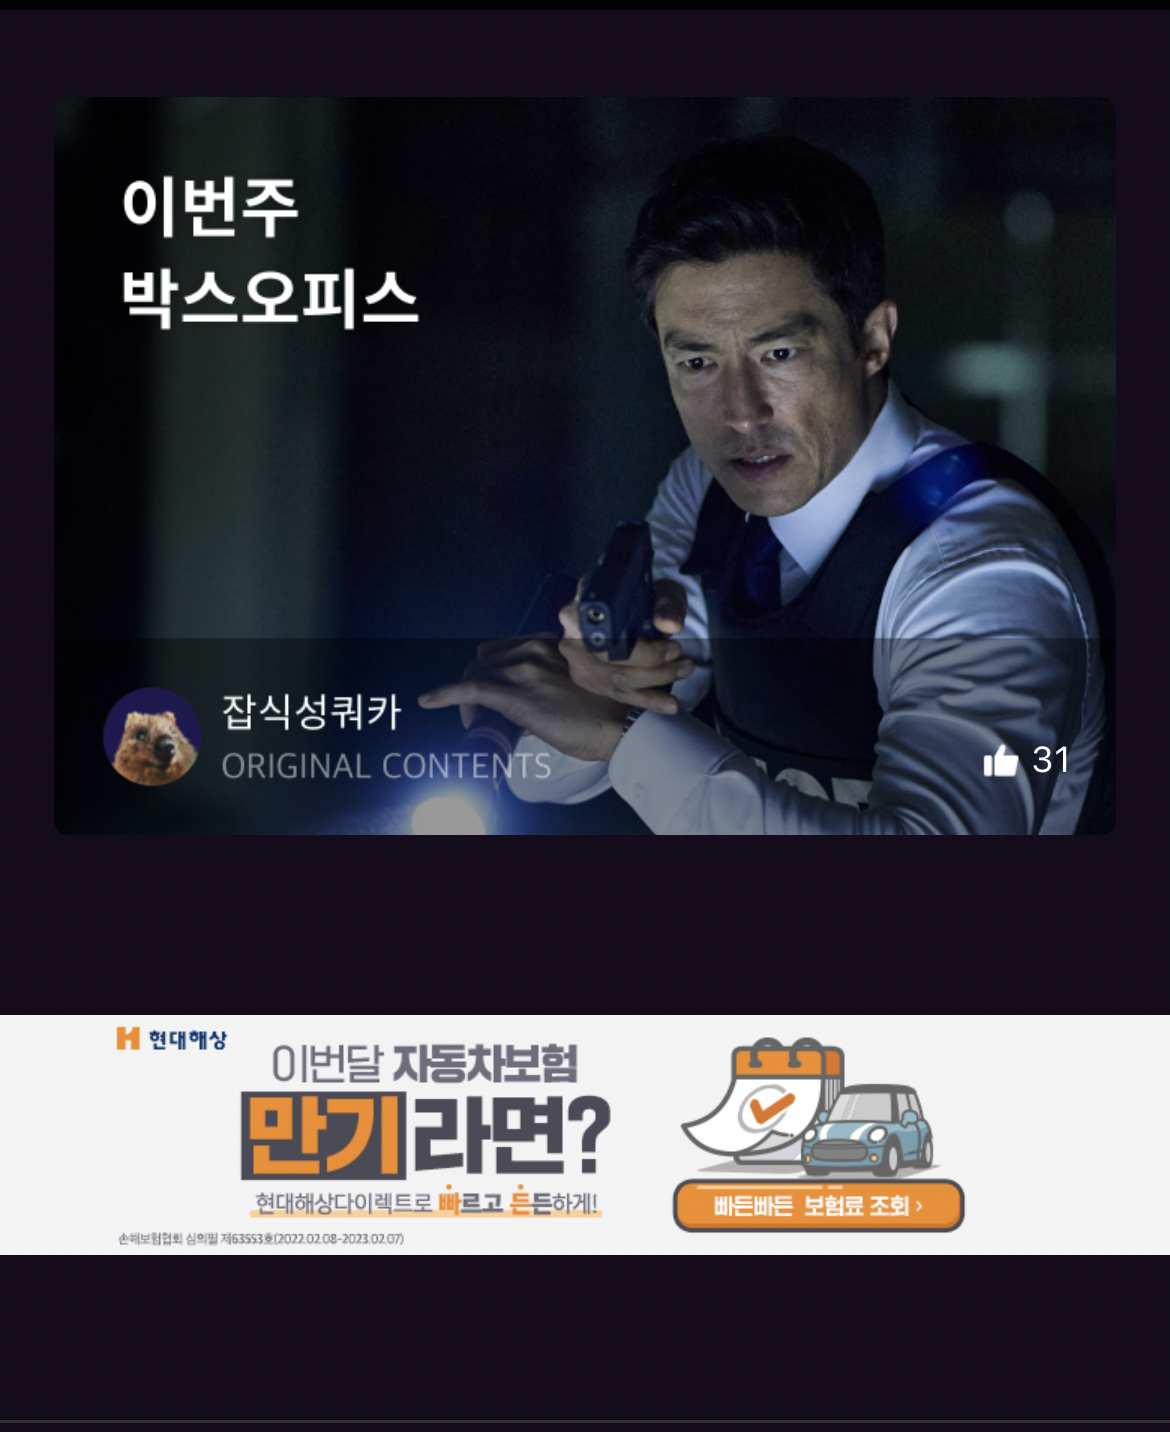 이번주
박스오피스
잡식성쿼카
ORIGINAL CONTENTS
31
현대해상
이번달 자동차보험
만기라면?
현대해상다이렉트로 빠르고 든든하게!
빠든빠든 보험료 조회 ›
손해보험협회 심의필 제63553호(2022.02.08-2023.02.07)